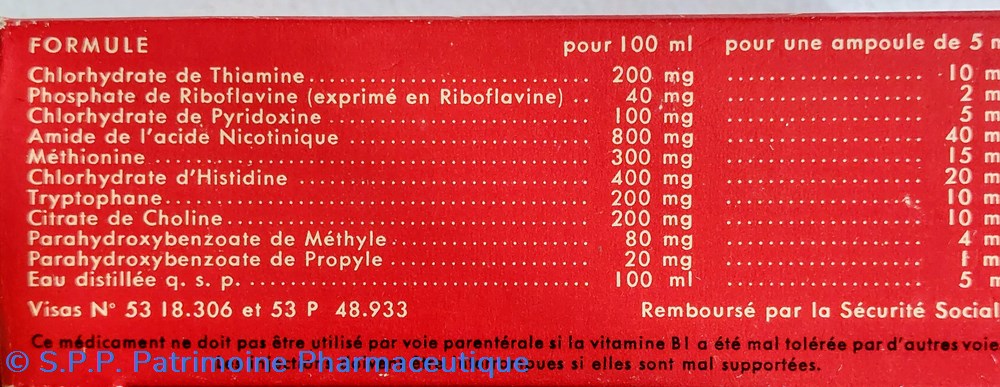 FORMULE pour 100 ml pour une ampoule de 5 m
Chlorhydrate de Thiamine 200 mg 10 m
Phosphate de Riboflavine (exprimé en Riboflavine) 40 mg 2 m
Chlorhydrate de Pyridoxine 100 mg 5 m
Amide de l'acide Nicotinique 800 mg 40 m
Méthionine 300 mg 15 m
Chlorhydrate d'Histidine 400 mg 20 m
Tryptophane 200 mg 10 m
Citrate de Choline 200 mg 10 m
Parahydroxybenzoate de Méthyle 80 mg 4 m
Parahydroxybenzoate de Propyle 20 mg 1 m
Eau distillée q. s. p. 100 ml 5 m
Visas N° 53 18.306 et 53 P 48.933 Remboursé par la Sécurité Social
Ce médicament ne doit pas être utilisé par voie parentérale si la vitamine B1 a été mal tolérée par d'autres voie
si elles sont mal supportées.
© S.P.P. Patrimoine Pharmaceutique